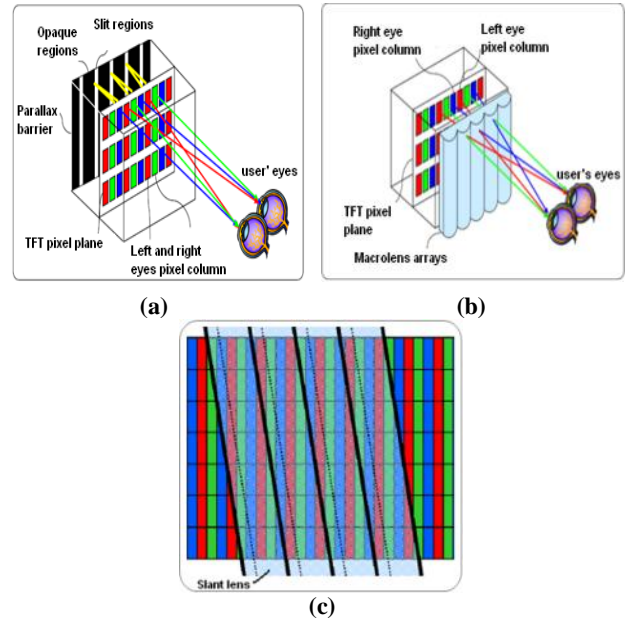 Slit regions
Opaque
regions
Parallax
barrier
user' eyes
TFT pixel plane
Left and right
eyes pixel column
(a)
Left eye
pixel column
Right eye
pixel column
user's eyes
TFT pixel
plane
Macrolens arrays
(b)
Slant lens
(c)